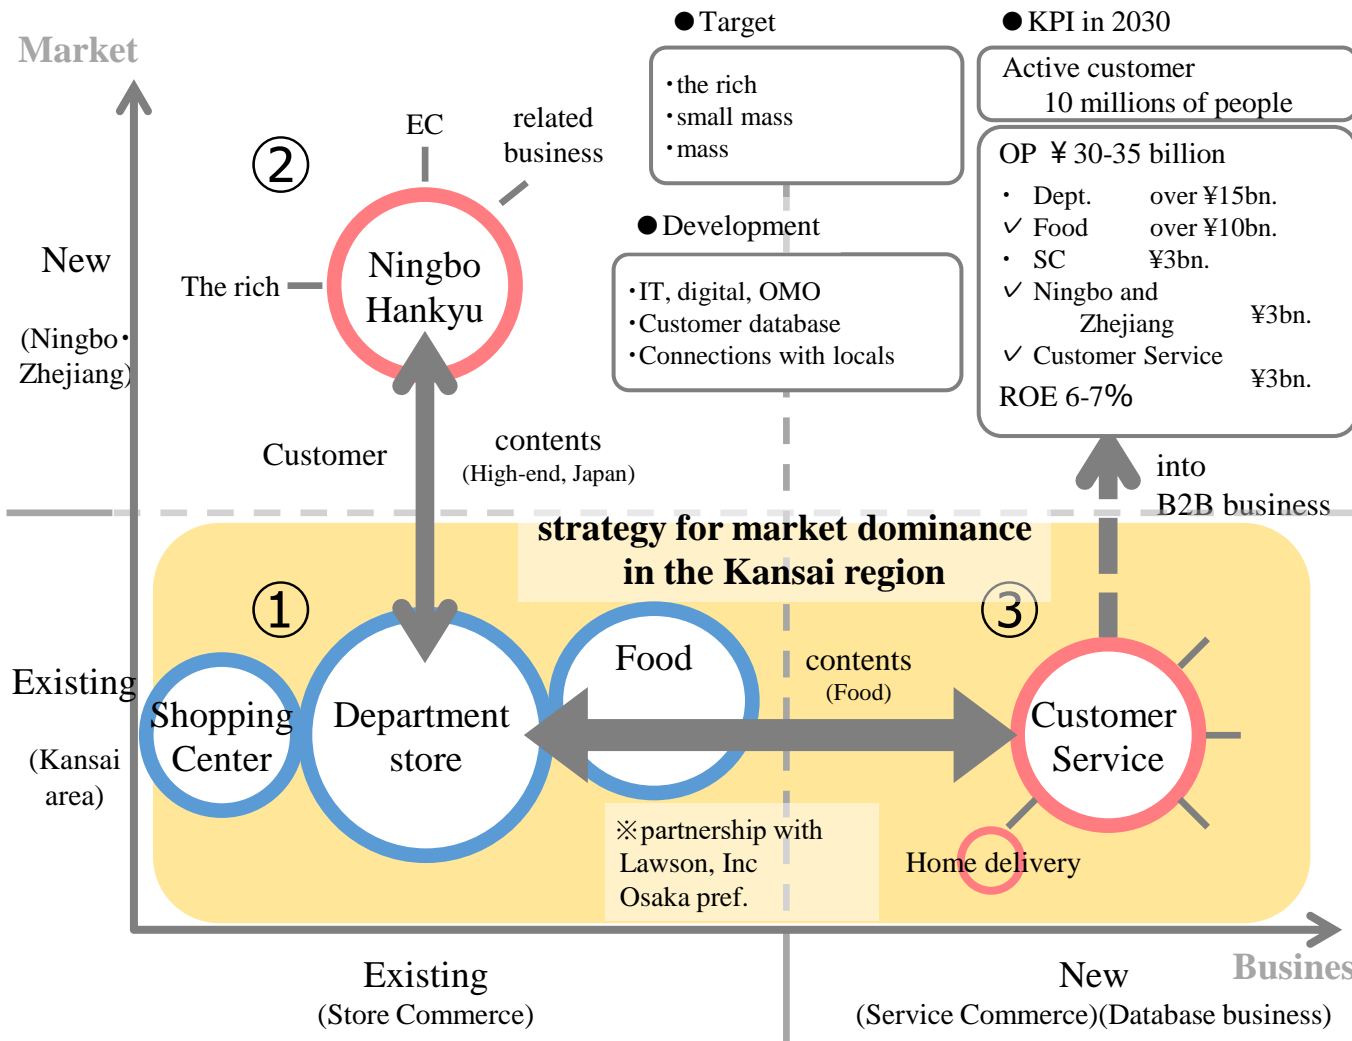 Market
● Target
・the rich
・small mass
・mass
● KPI in 2030
Active customer
10 millions of people
OP ¥ 30-35 billion
・ Dept. over ¥15bn.
✓ Food over ¥10bn.
・ SC ¥3bn.
✓ Ningbo and
Zhejiang ¥3bn.
✓ Customer Service
¥3bn.
ROE 6-7%
● Development
・IT, digital, OMO
・Customer database
・Connections with locals
②
EC
related
business
The rich
Ningbo
Hankyu
New
(Ningbo・
Zhejiang)
Customer
contents
(High-end, Japan)
into
B2B business
strategy for market dominance
in the Kansai region
①
③
Existing
(Kansai
area)
Shopping
Center
Department
store
Food
contents
(Food)
Customer
Service
※partnership with
Lawson, Inc
Osaka pref.
Home delivery
Existing
(Store Commerce)
New
(Service Commerce)(Database business)
Busines